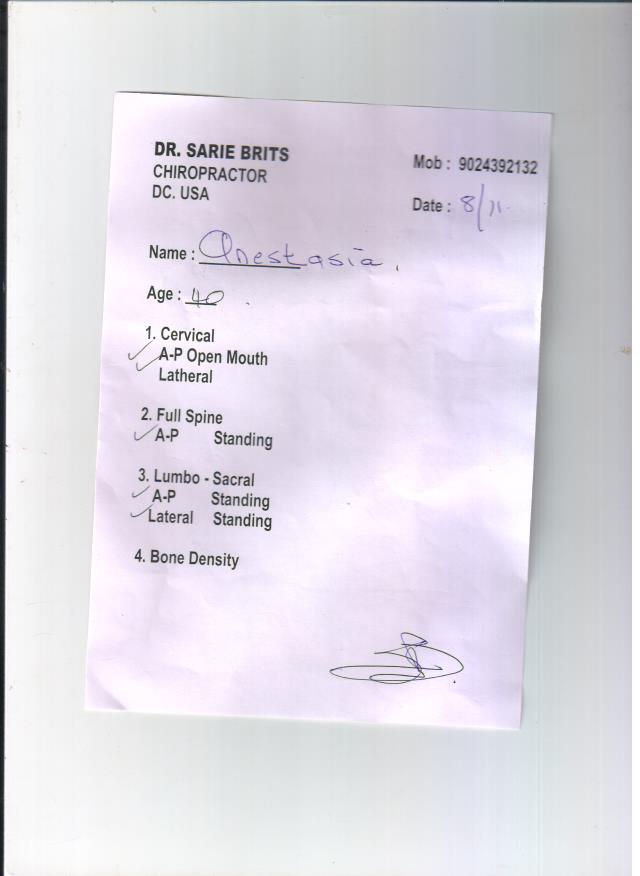 DR. SARIE BRITS
CHIROPRACTOR
DC. USA
Mob : 9024392132
Date : 8/11
Name : Anestasia
Age : 40
1. Cervical
A-P Open Mouth
Latheral
2. Full Spine
A-P Standing
3. Lumbo - Sacral
A-P Standing
Lateral Standing
4. Bone Density